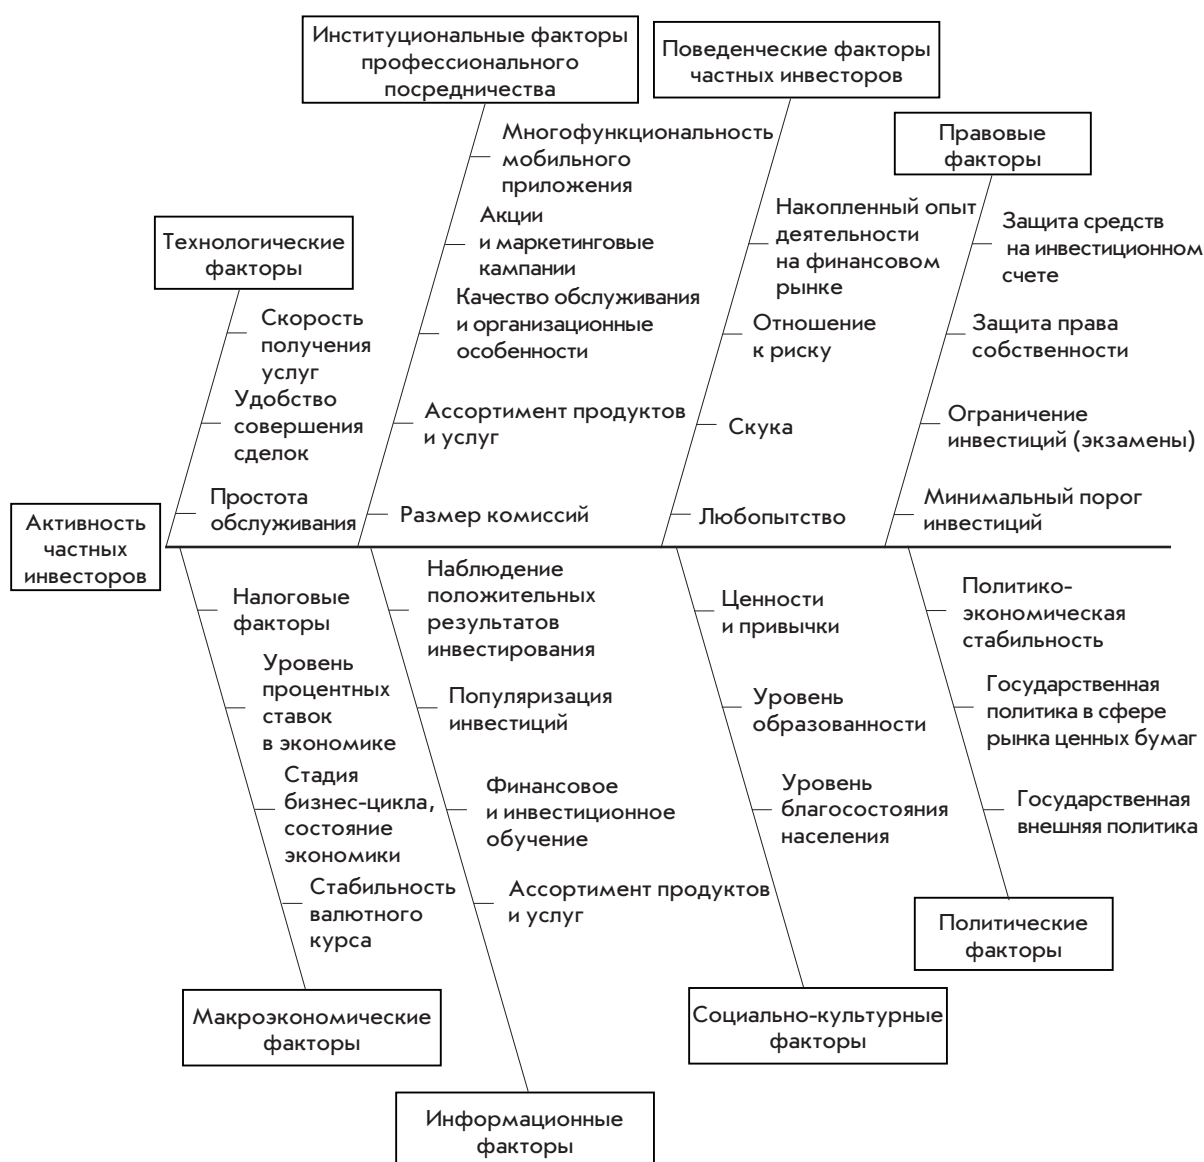 Институциональные факторы
профессионального
посредничества
Поведенческие факторы
частных инвесторов
Правовые
факторы
Технологические
факторы
Многофункциональность
мобильного
приложения
Акции
и маркетинговые
кампании
Качество обслуживания
и организационные
особенности
Ассортимент продуктов
и услуг
Размер комиссий
Накопленный опыт
деятельности
на финансовом
рынке
Отношение
к риску
Скука
Любопытство
Защита средств
на инвестиционном
счете
Защита права
собственности
Ограничение
инвестиций (экзамены)
Минимальный порог
инвестиций
Скорость
получения
услуг
Удобство
совершения
сделок
Простота
обслуживания
Активность
частных
инвесторов
Налоговые
факторы
Уровень
процентных
ставок
в экономике
Стадия
бизнес-цикла,
состояние
экономики
Стабильность
валютного
курса
Макроэкономические
факторы
Наблюдение
положительных
результатов
инвестирования
Популяризация
инвестиций
Финансовое
и инвестиционное
обучение
Ассортимент продуктов
и услуг
Информационные
факторы
Ценности
и привычки
Уровень
образованности
Уровень
благосостояния
населения
Социально-культурные
факторы
Политико-
экономическая
стабильность
Государственная
политика в сфере
рынка ценных бумаг
Государственная
внешняя политика
Политические
факторы